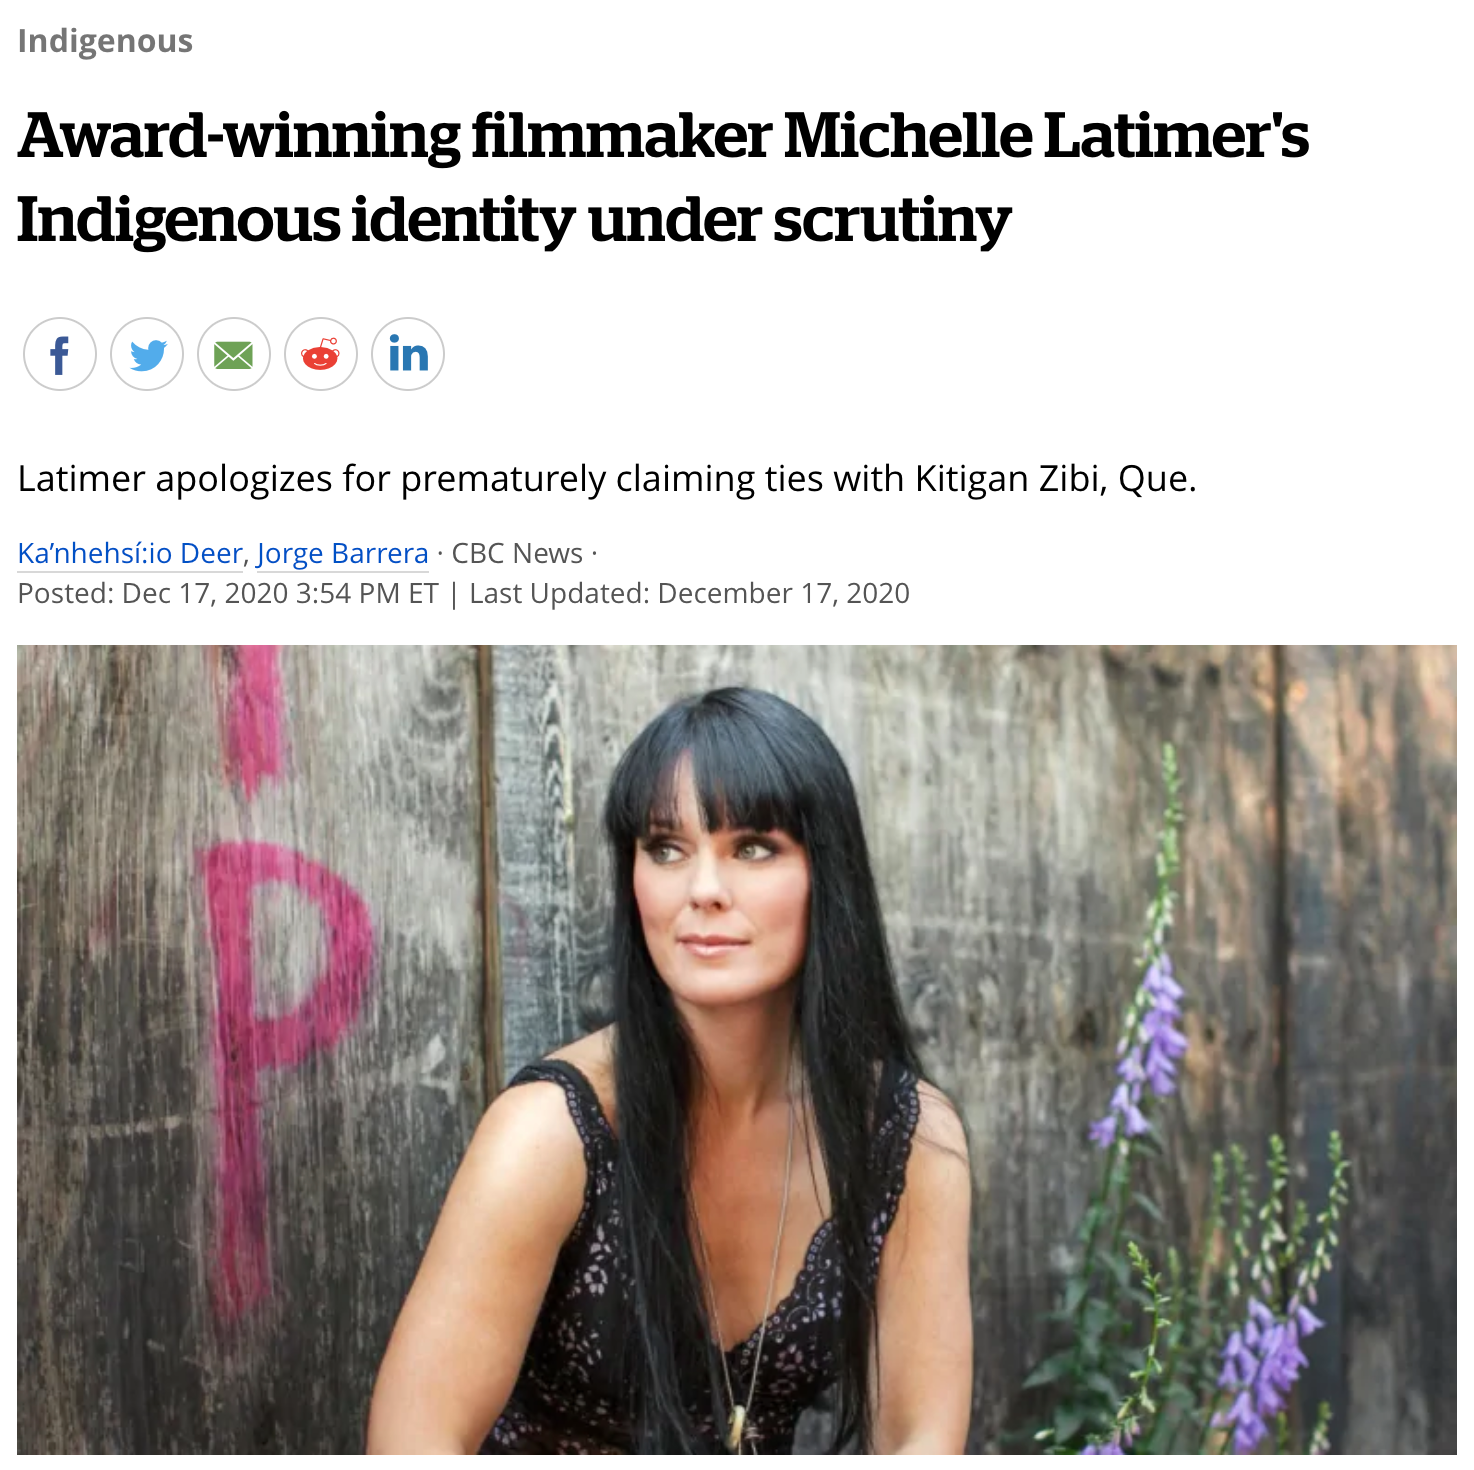 Indigenous
Award-winning filmmaker Michelle Latimer's
Indigenous identity under scrutiny
f
in
Latimer apologizes for prematurely claiming ties with Kitigan Zibi, Que.
Ka'nhehsí:io Deer, Jorge Barrera · CBC News ·
Posted: Dec 17, 2020 3:54 PM ET | Last Updated: December 17, 2020
P